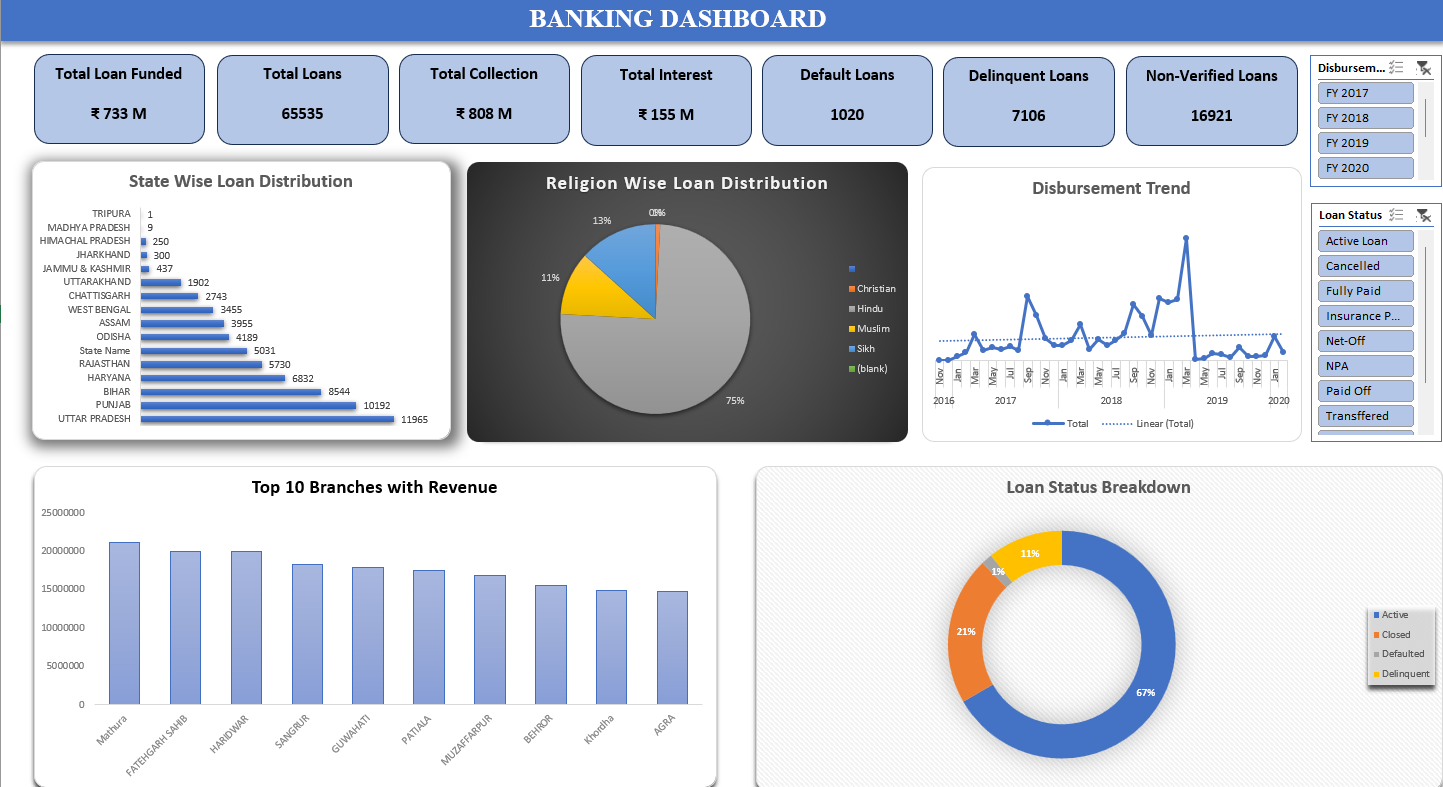 BANKING DASHBOARD
Total Loan Funded
₹ 733 M
Total Loans
65535
Total Collection
₹ 808 M
Total Interest
₹ 155 M
Default Loans
1020
Delinquent Loans
7106
Non-Verified Loans
16921
Disbursem...
FY 2017
FY 2018
FY 2019
FY 2020
State Wise Loan Distribution
TRIPURA 1
MADHYA PRADESH 9
HIMACHAL PRADESH 250
JHARKHAND 300
JAMMU & KASHMIR 437
UTTARAKHAND 1902
CHATTISGARH 2743
WEST BENGAL 3455
ASSAM 3955
ODISHA 4189
State Name 5031
RAJASTHAN 5730
HARYANA 6832
BIHAR 8544
PUNJAB 10192
UTTAR PRADESH 11965
Religion Wise Loan Distribution
13%
11%
75%
Christian
Hindu
Muslim
Sikh
(blank)
Disbursement Trend
Nov Jan Mar May Jul Sep Nov Jan Mar May Jul Sep Nov Jan Mar May Jul Sep Nov Jan
2016 2017 2018 2019 2020
Total Linear (Total)
Loan Status
Active Loan
Cancelled
Fully Paid
Insurance P...
Net-Off
NPA
Paid Off
Transffered
Top 10 Branches with Revenue
25000000
20000000
15000000
10000000
5000000
0
Mathura
FATEHGARH SAHIB
HARIDWAR
SANGRUR
GUWAHATI
PATIALA
MUZAFFARPUR
BEHROR
Khordha
AGRA
Loan Status Breakdown
11%
1%
21%
67%
Active
Closed
Defaulted
Delinquent